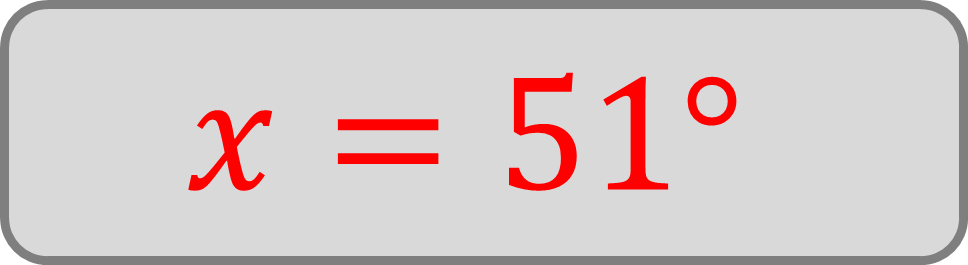 x = 51°